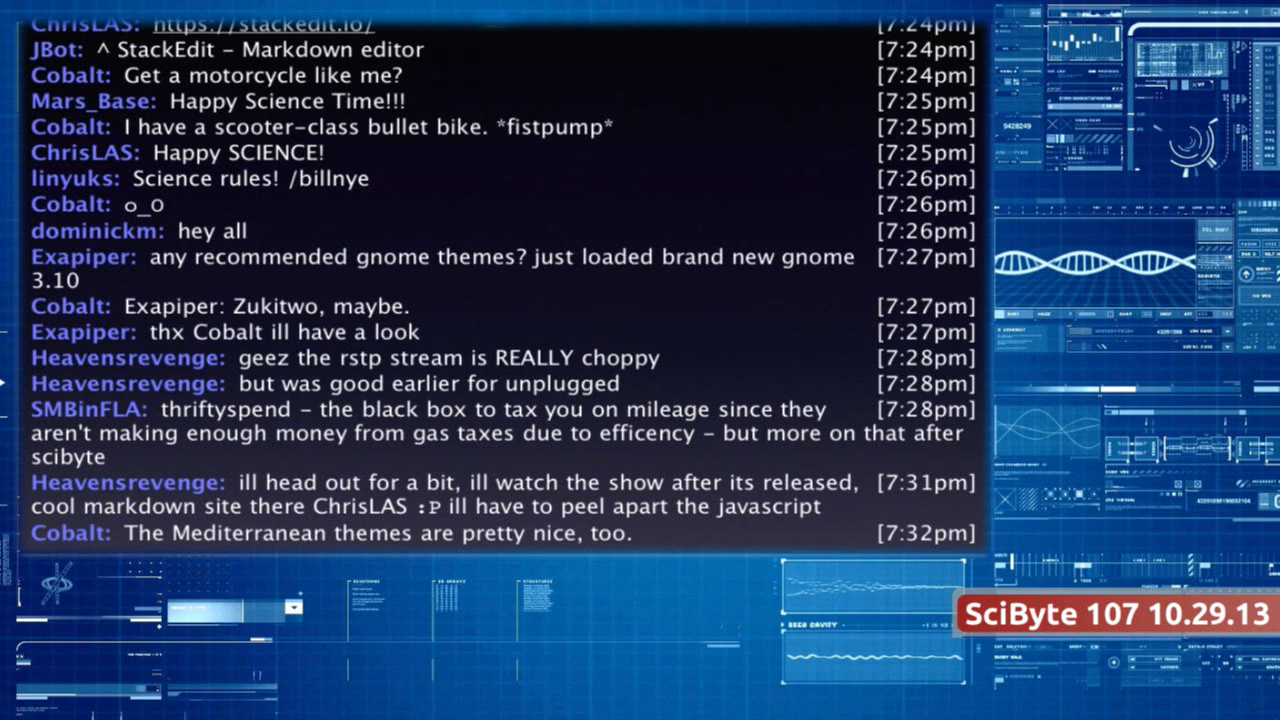 ChrisLAS: https://stackedit.io/ [7:24pm]
JBot: ^ StackEdit – Markdown editor [7:24pm]
Cobalt: Get a motorcycle like me? [7:24pm]
Mars_Base: Happy Science Time!!! [7:25pm]
Cobalt: I have a scooter-class bullet bike. *fistpump* [7:25pm]
ChrisLAS: Happy SCIENCE! [7:25pm]
linyuks: Science rules! /billnye [7:26pm]
Cobalt: o_O [7:26pm]
dominickm: hey all [7:26pm]
Exapiper: any recommended gnome themes? just loaded brand new gnome [7:27pm]
3.10
Cobalt: Exapiper: Zukitwo, maybe. [7:27pm]
Exapiper: thx Cobalt ill have a look [7:27pm]
Heavensrevenge: geez the rstp stream is REALLY choppy [7:28pm]
Heavensrevenge: but was good earlier for unplugged [7:28pm]
SMBinFLA: thriftyspend – the black box to tax you on mileage since they [7:28pm]
aren't making enough money from gas taxes due to efficency – but more on that after
scibyte
Heavensrevenge: ill head out for a bit, ill watch the show after its released, [7:31pm]
cool markdown site there ChrisLAS :P ill have to peel apart the javascript
Cobalt: The Mediterranean themes are pretty nice, too. [7:32pm]
9428249
SEED CAVITY
SciByte 107 10.29.13